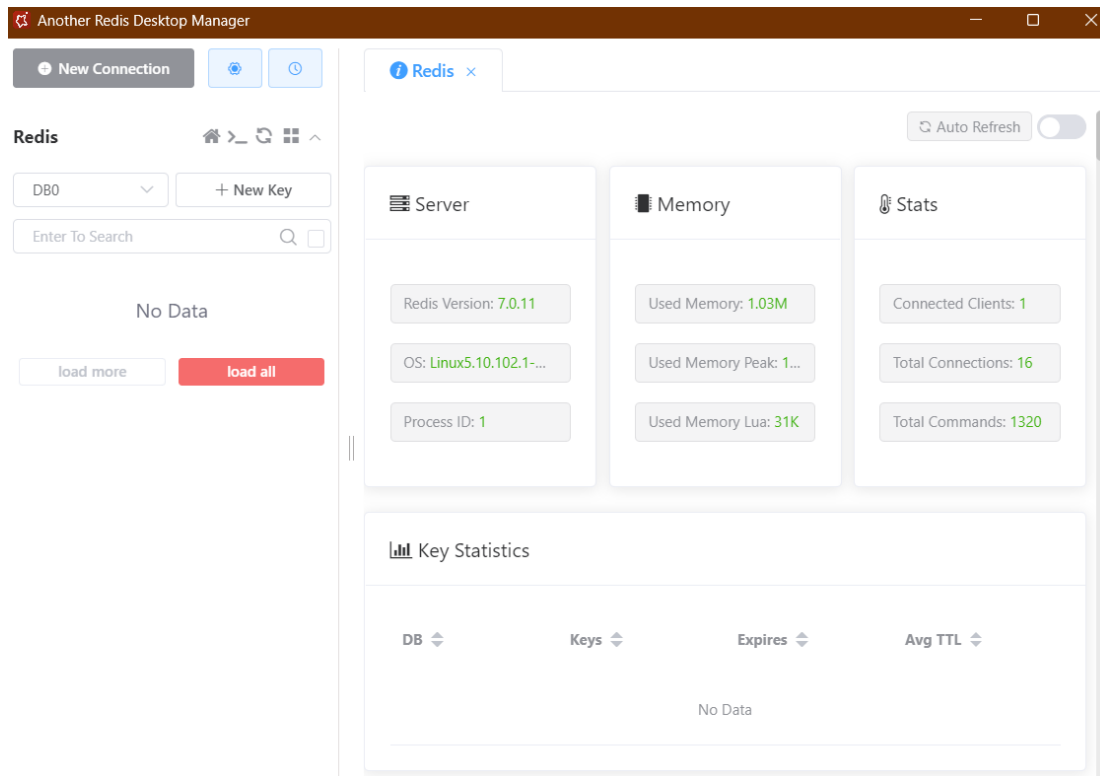 Another Redis Desktop Manager
New Connection
Redis
DB0
New Key
Enter To Search
No Data
load more
load all
Redis
Auto Refresh
Server
Redis Version: 7.0.11
OS: Linux5.10.102.1-...
Process ID: 1
Memory
Used Memory: 1.03M
Used Memory Peak: 1...
Used Memory Lua: 31K
Stats
Connected Clients: 1
Total Connections: 16
Total Commands: 1320
Key Statistics
DB Keys Expires Avg TTL
No Data